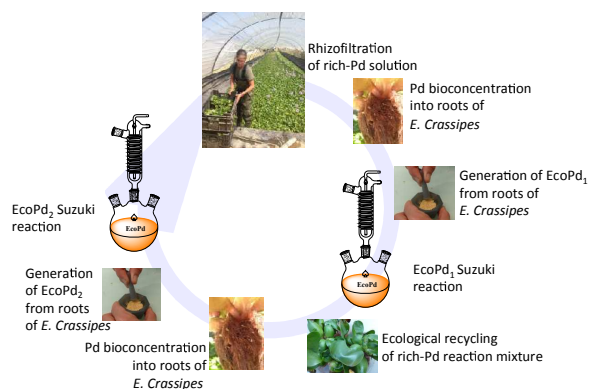 Rhizofiltration
of rich-Pd solution
Pd bioconcentration
into roots of
E. Crassipes
Generation of EcoPd1
from roots of
E. Crassipes
EcoPd
EcoPd1 Suzuki
reaction
Ecological recycling
of rich-Pd reaction mixture
Pd bioconcentration
into roots of
E. Crassipes
Generation
of EcoPd2
from roots
of E. Crassipes
EcoPd2 Suzuki
reaction
EcoPd